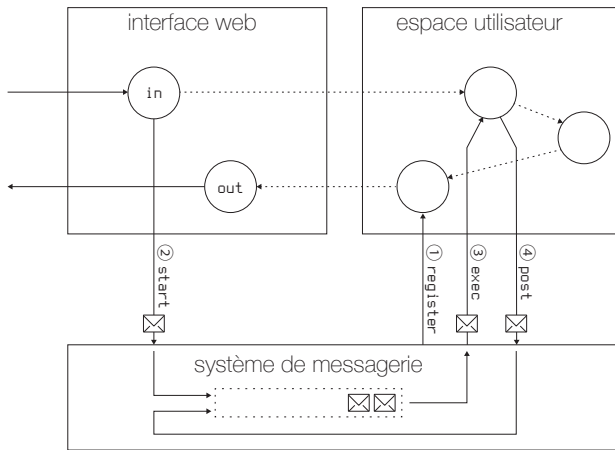 interface web
espace utilisateur
in
out
② start
① register
③ exec
④ post
système de messagerie